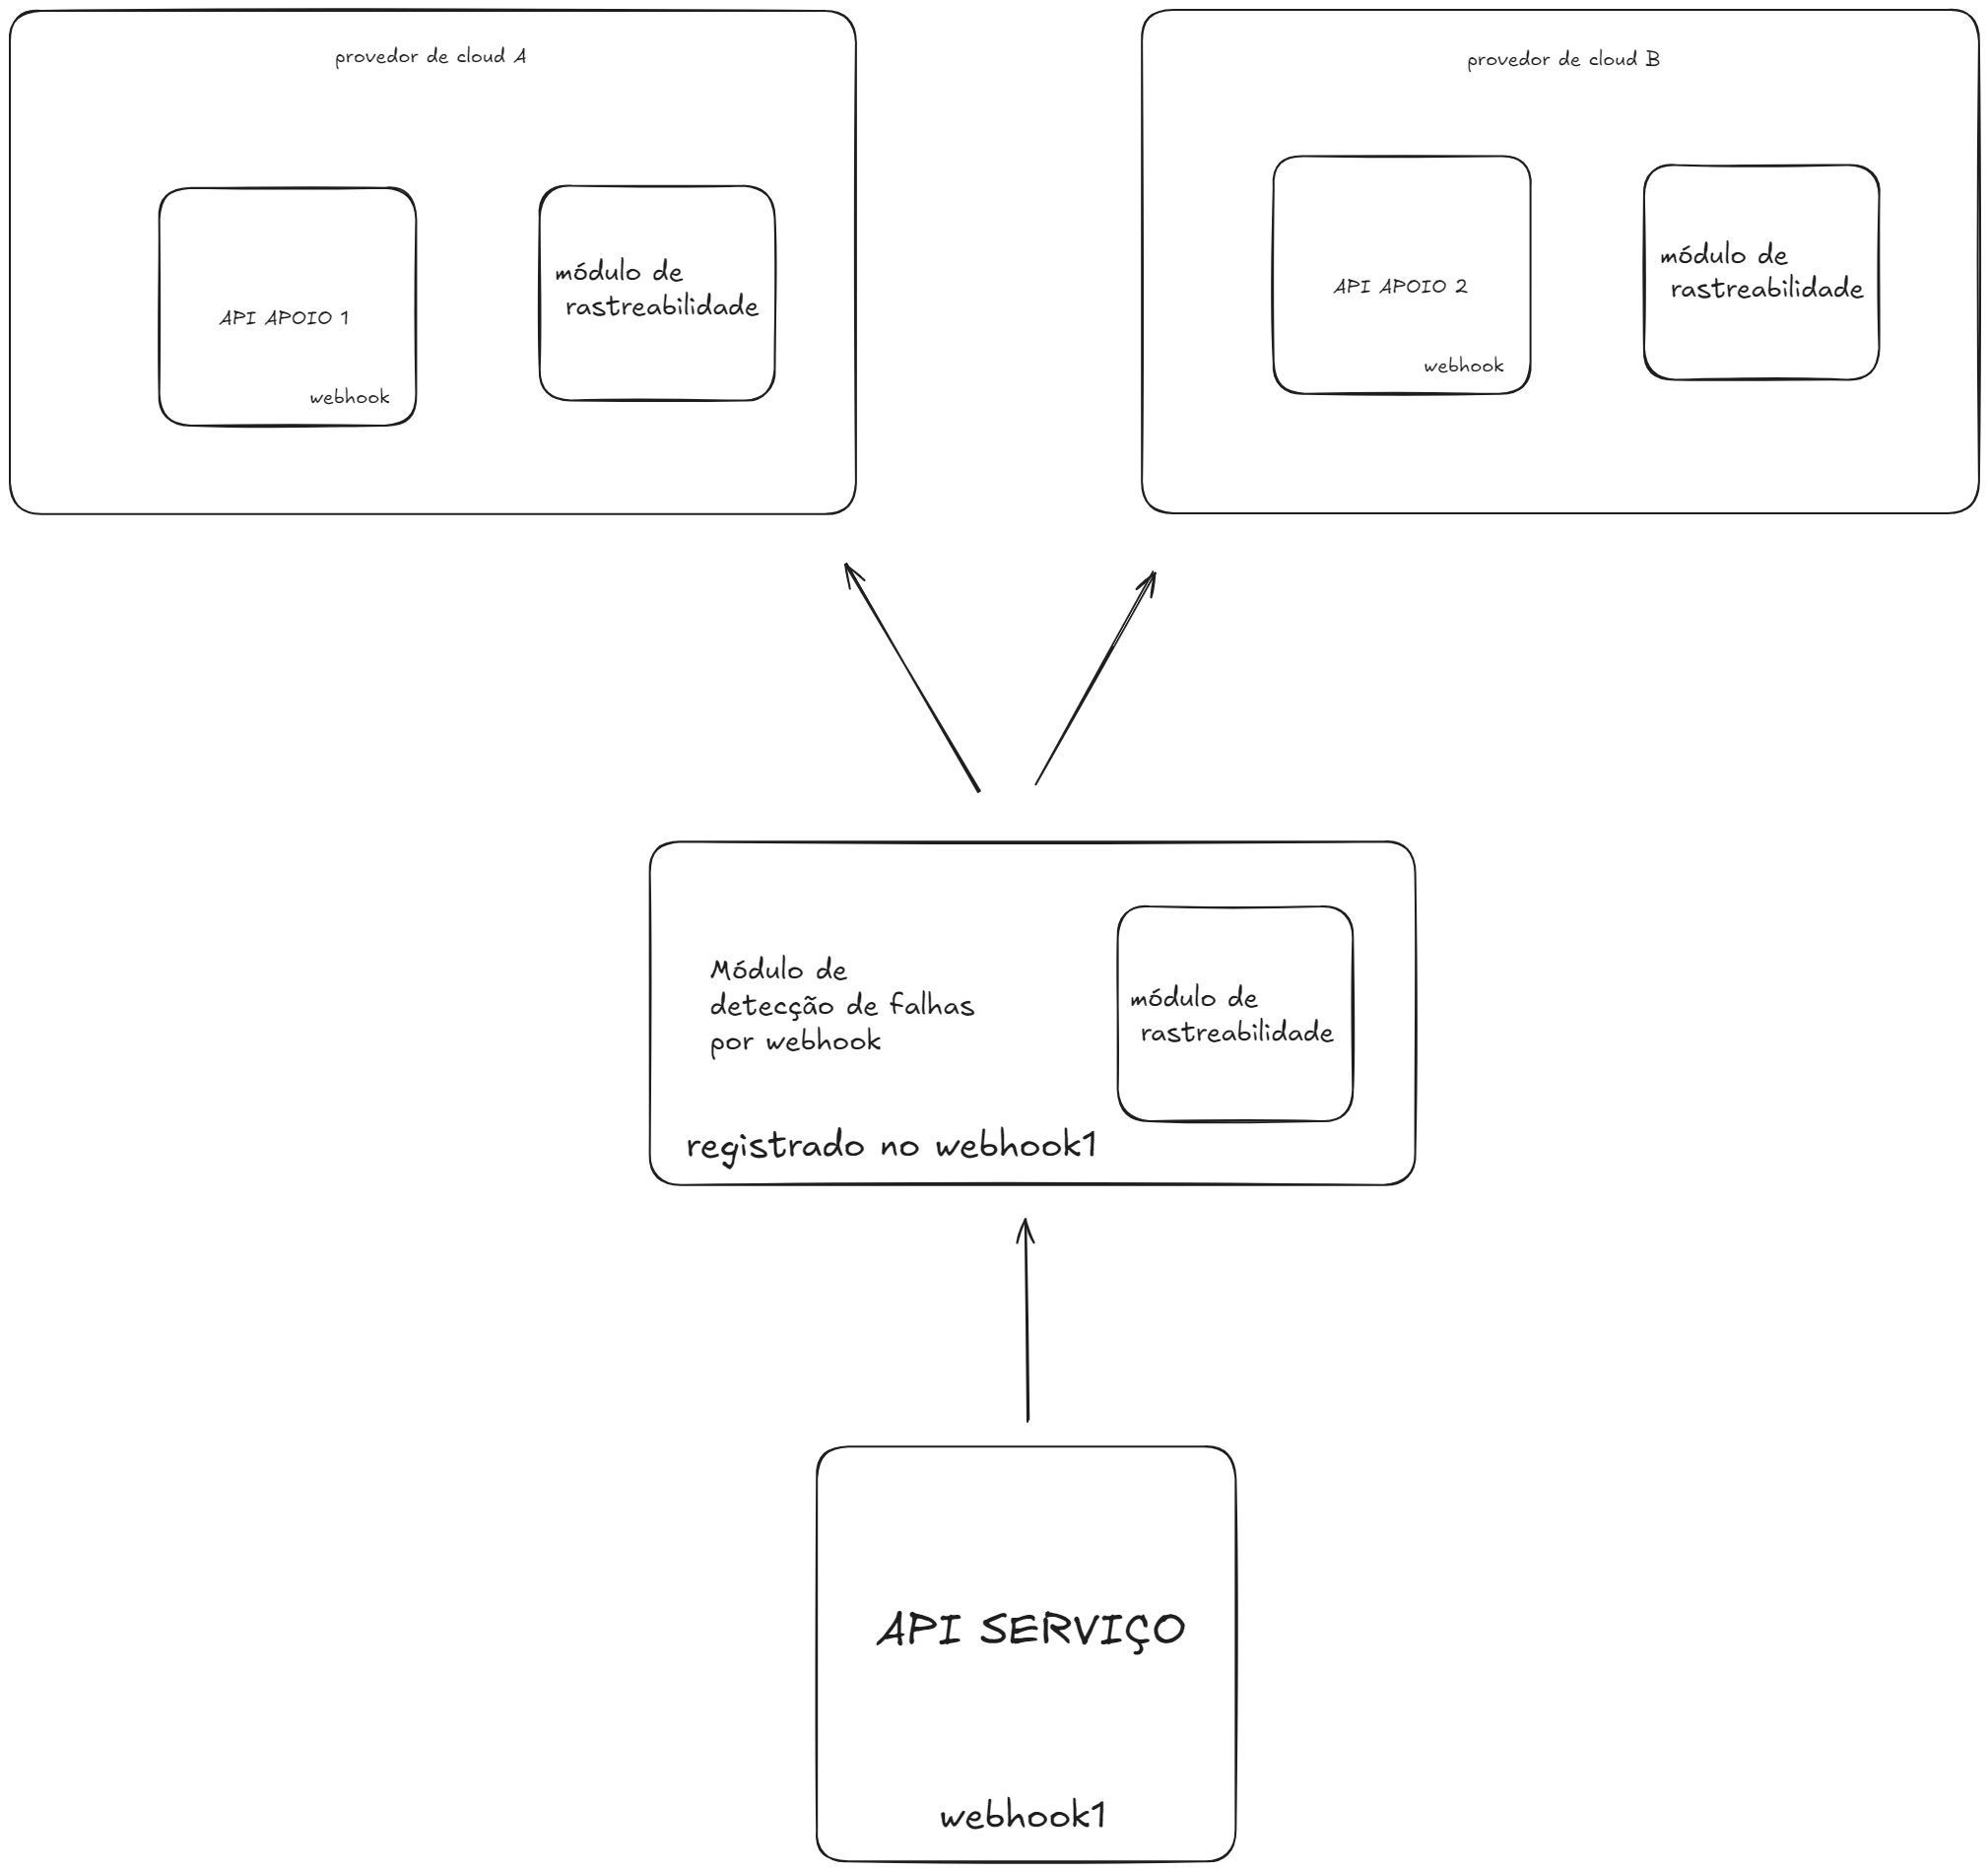 provedor de cloud A
API APOIO 1
webhook
módulo de
rastreabilidade
provedor de cloud B
API APOIO 2
webhook
módulo de
rastreabilidade
Módulo de
detecção de falhas
por webhook
registrado no webhook1
módulo de
rastreabilidade
API SERVIÇO
webhook1